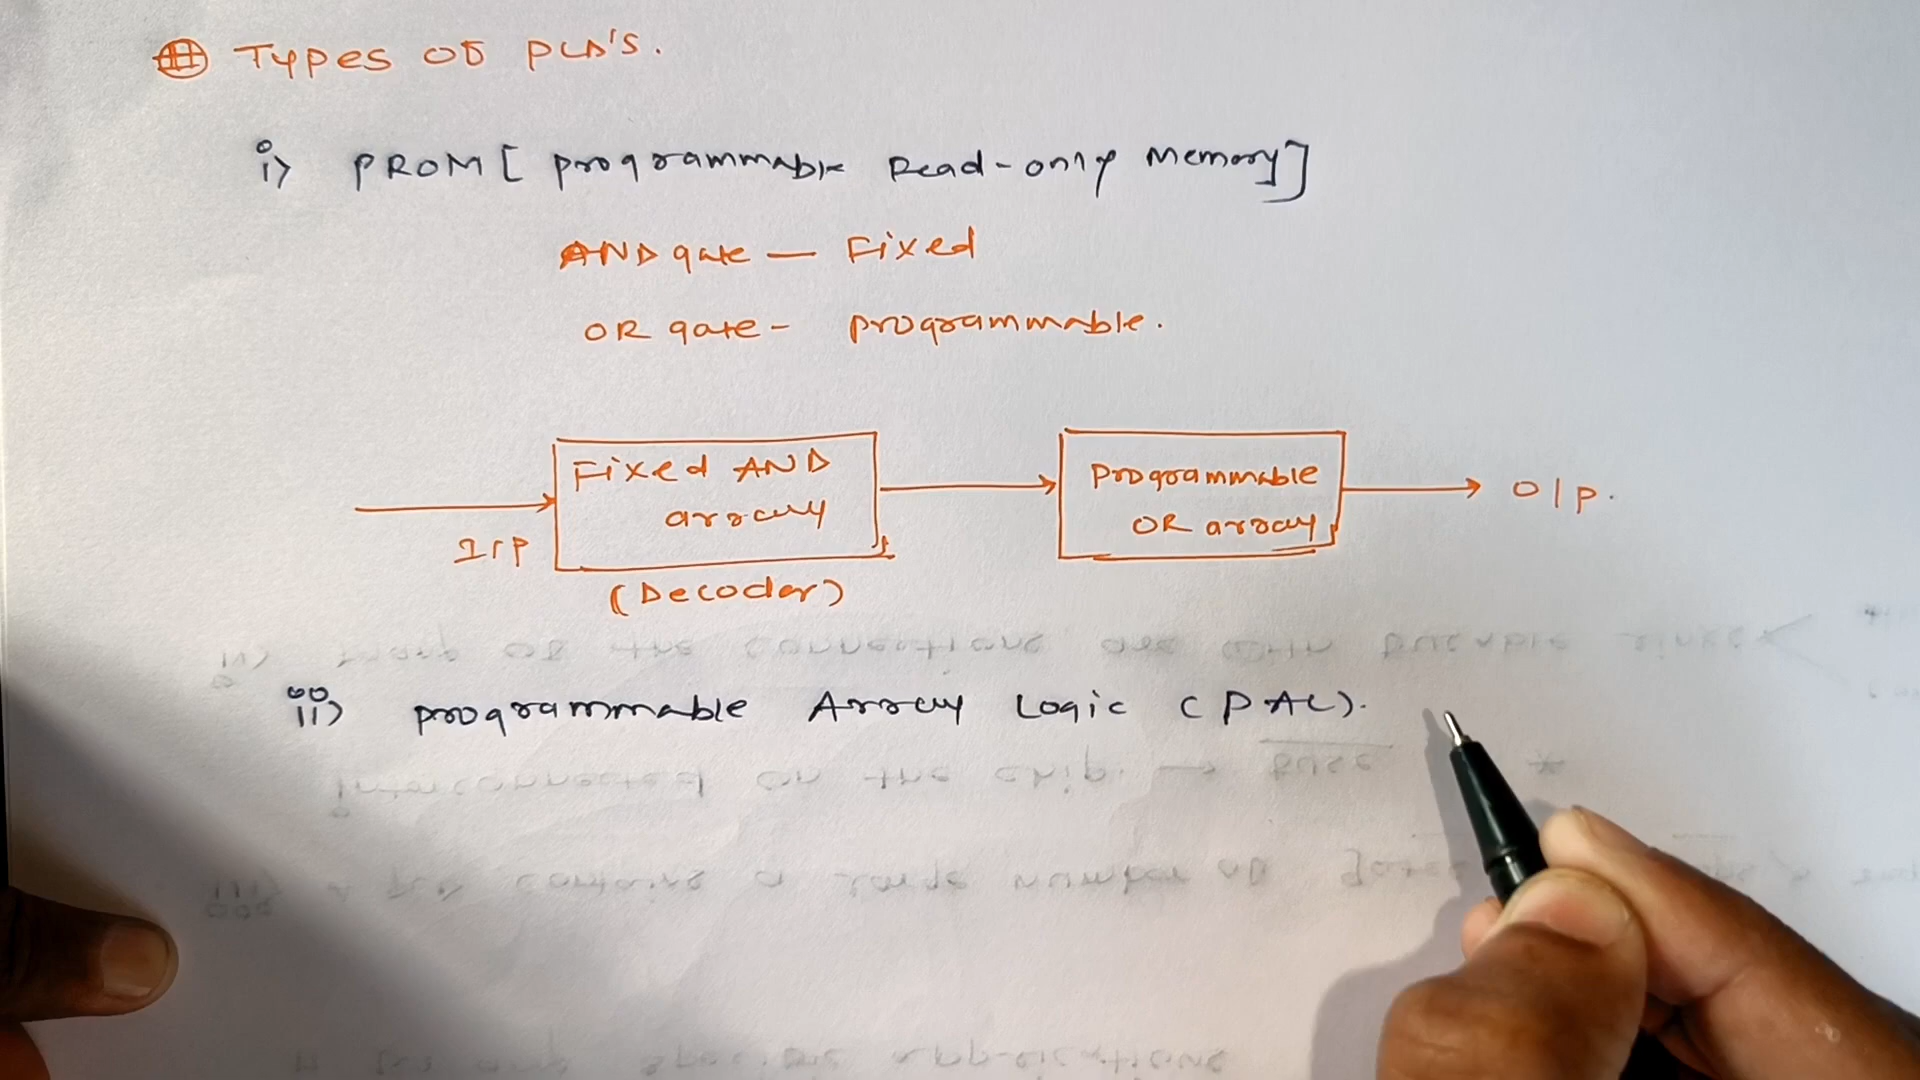 Types of PLD's.
i> PROM [ Programmable Read-only Memory]
AND gate — Fixed
OR gate - programmable.
Fixed AND array
Programmable OR array
I/P
O/P.
(Decoder)
ii> programmable Array Logic (PAL).